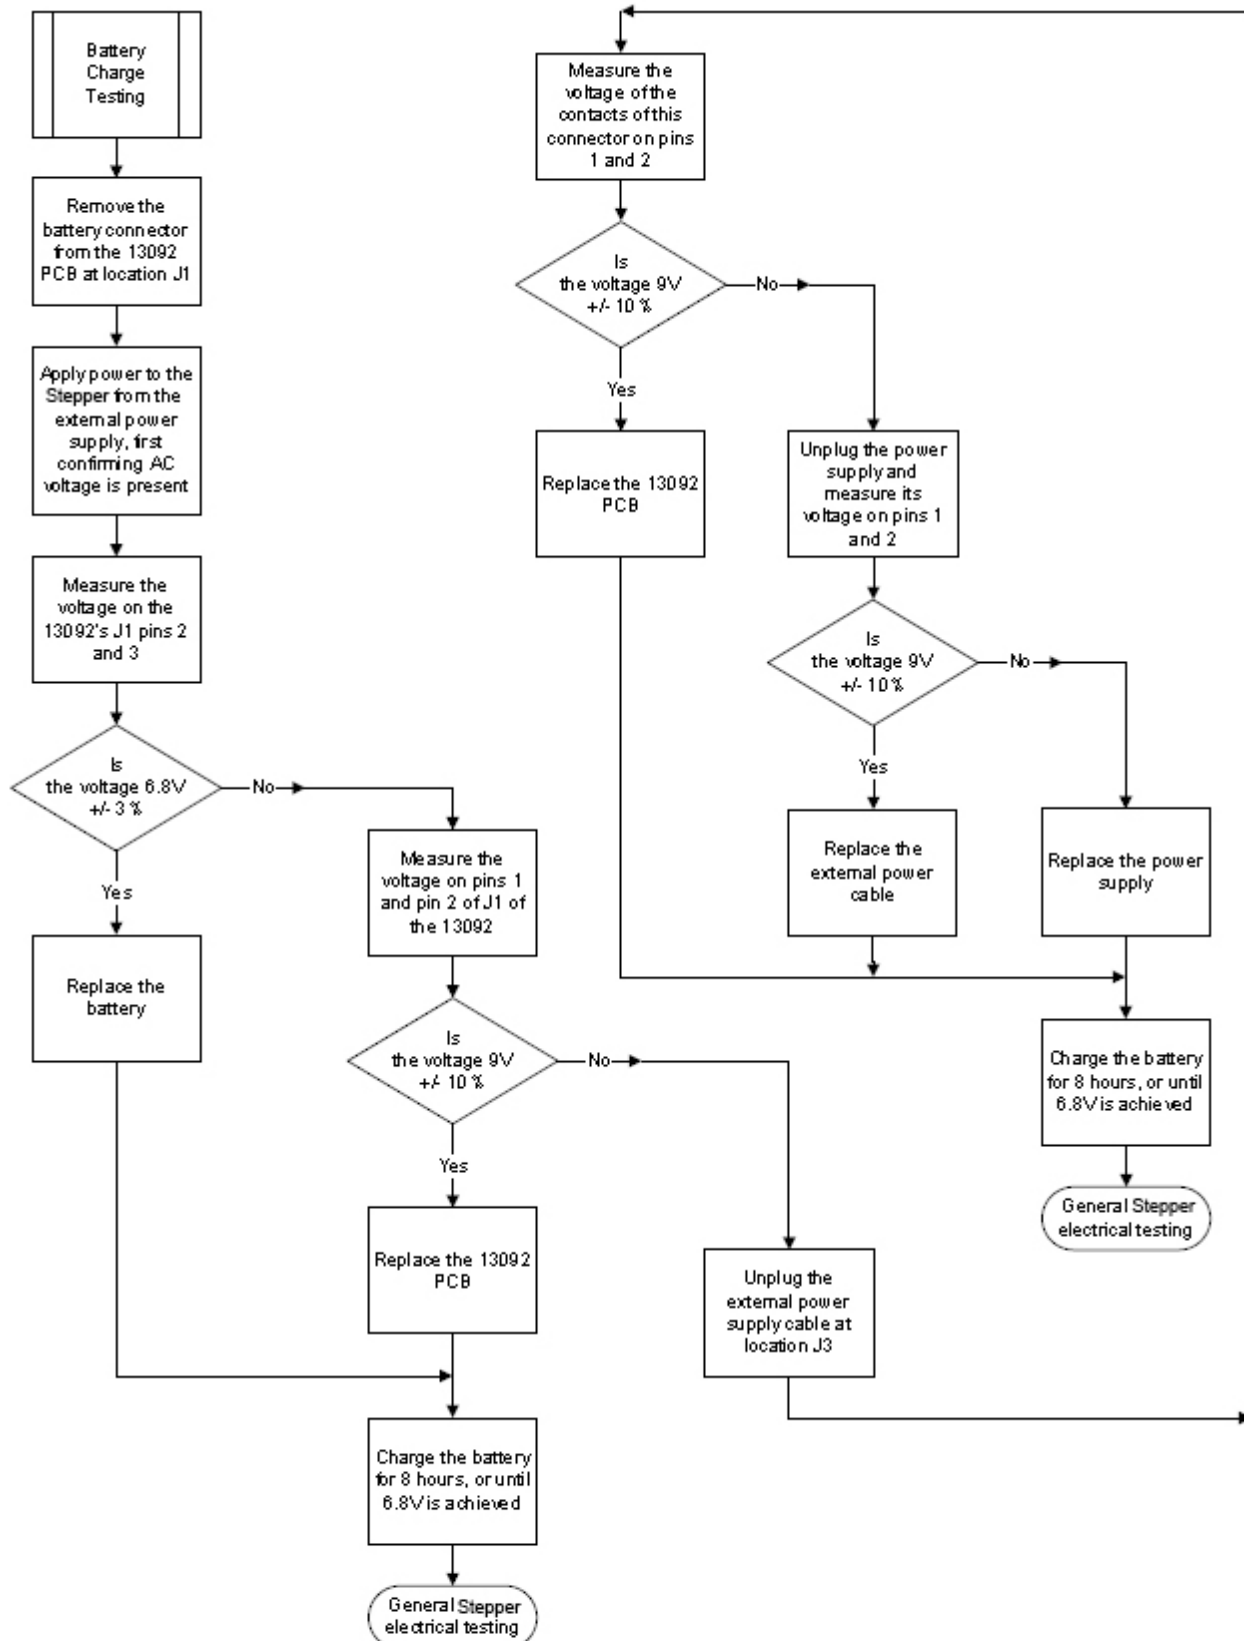 Battery
Charge
Testing
Remove the
battery connector
from the 13092
PCB at location J1
Apply power to the
Stepper from the
external power
supply, first
confirming AC
voltage is present
Measure the
voltage on the
13092's J1 pins 2
and 3
Is
the voltage 6.8V
+/- 3 %
No
Yes
Replace the
battery
Measure the
voltage on pins 1
and pin 2 of J1 of
the 13092
Is
the voltage 9V
+/- 10 %
No
Yes
Replace the 13092
PCB
Charge the battery
for 8 hours, or until
6.8V is achieved
General Stepper
electrical testing
Unplug the
external power
supply cable at
location J3
Measure the
voltage of the
contacts of this
connector on pins
1 and 2
Is
the voltage 9V
+/- 10 %
No
Yes
Replace the 13092
PCB
Unplug the power
supply and
measure its
voltage on pins 1
and 2
Is
the voltage 9V
+/- 10 %
No
Yes
Replace the
external power
cable
Replace the power
supply
Charge the battery
for 8 hours, or until
6.8V is achieved
General Stepper
electrical testing